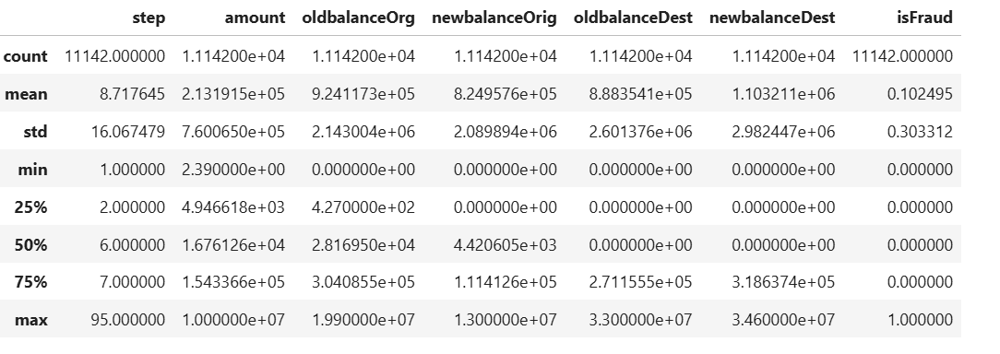 step amount oldbalanceOrg newbalanceOrig oldbalanceDest newbalanceDest isFraud
count 11142.000000 1.114200e+04 1.114200e+04 1.114200e+04 1.114200e+04 1.114200e+04 11142.000000
mean 8.717645 2.131915e+05 9.241173e+05 8.249576e+05 8.883541e+05 1.103211e+06 0.102495
std 16.067479 7.600650e+05 2.143004e+06 2.089894e+06 2.601376e+06 2.982447e+06 0.303312
min 1.000000 2.390000e+00 0.000000e+00 0.000000e+00 0.000000e+00 0.000000e+00 0.000000
25% 2.000000 4.946618e+03 4.270000e+02 0.000000e+00 0.000000e+00 0.000000e+00 0.000000
50% 6.000000 1.676126e+04 2.816950e+04 4.420605e+03 0.000000e+00 0.000000e+00 0.000000
75% 7.000000 1.543366e+05 3.040855e+05 1.114126e+05 2.711555e+05 3.186374e+05 0.000000
max 95.000000 1.000000e+07 1.990000e+07 1.300000e+07 3.300000e+07 3.460000e+07 1.000000